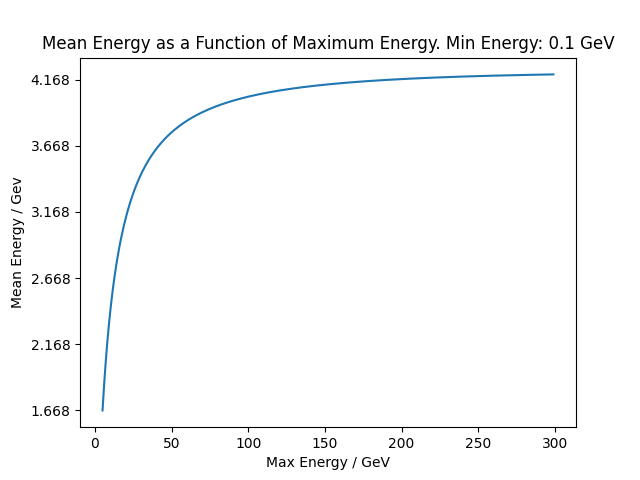 Mean Energy as a Function of Maximum Energy. Min Energy: 0.1 GeV
Mean Energy / Gev
4.168
3.668
3.168
2.668
2.168
1.668
0 50 100 150 200 250 300
Max Energy / GeV